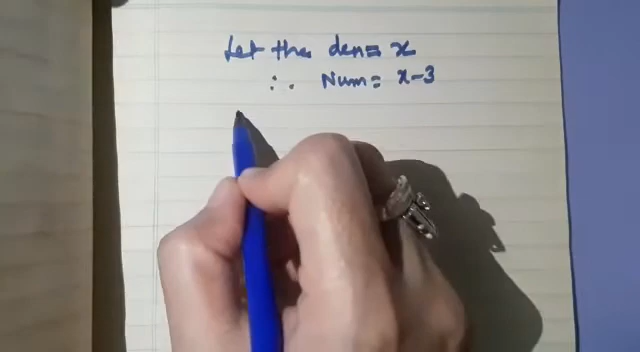 Let the den= x
∴ Num= x-3